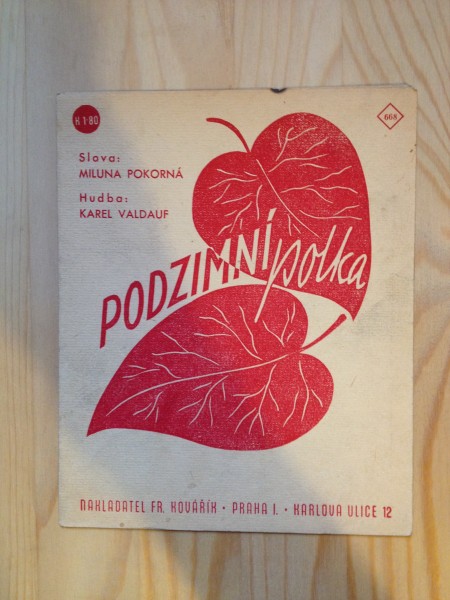 K 1·80
668
Slova:
MILUNA POKORNÁ
Hudba:
KAREL VALDAUF
PODZIMNÍ polka
NAKLADATEL FR. KOVÁŘÍK · PRAHA I. · KARLOVA ULICE 12